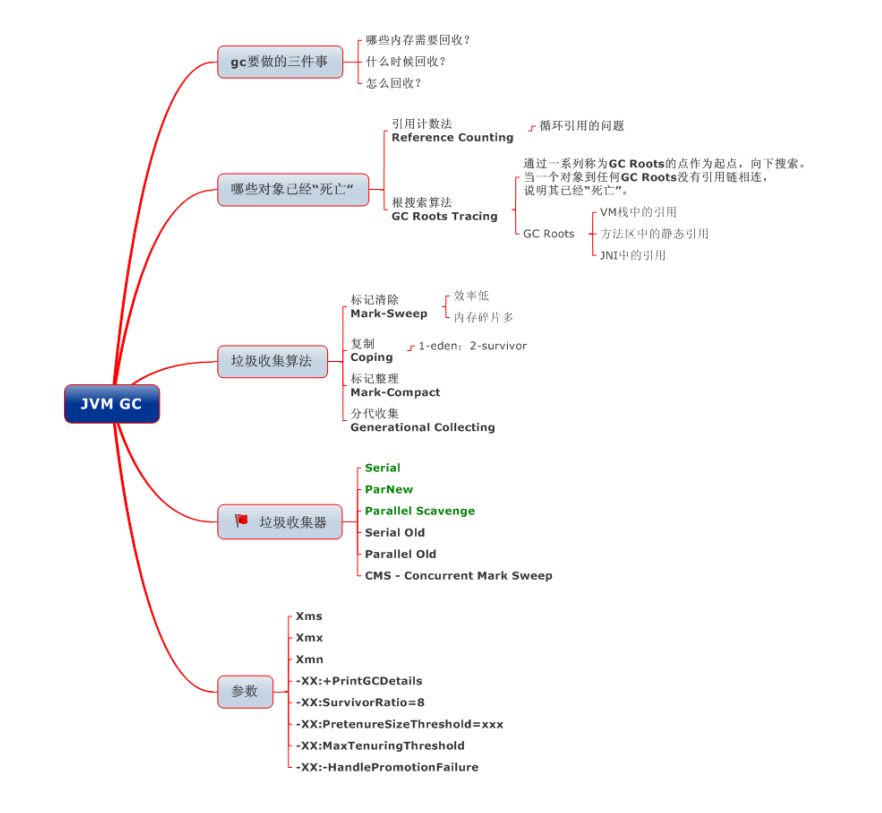 JVM GC
gc要做的三件事
哪些内存需要回收?
什么时候回收?
怎么回收?
哪些对象已经“死亡”
引用计数法
Reference Counting
循环引用的问题
根搜索算法
GC Roots Tracing
通过一系列称为GC Roots的点作为起点，向下搜索。
当一个对象到任何GC Roots没有引用链相连，
说明其已经“死亡”。
GC Roots
VM栈中的引用
方法区中的静态引用
JNI中的引用
垃圾收集算法
标记清除
Mark-Sweep
效率低
内存碎片多
复制
Coping
1-eden; 2-survivor
标记整理
Mark-Compact
分代收集
Generational Collecting
垃圾收集器
Serial
ParNew
Parallel Scavenge
Serial Old
Parallel Old
CMS - Concurrent Mark Sweep
参数
Xms
Xmx
Xmn
-XX:+PrintGCDetails
-XX:SurvivorRatio=8
-XX:PretenureSizeThreshold=xxx
-XX:MaxTenuringThreshold
-XX:-HandlePromotionFailure